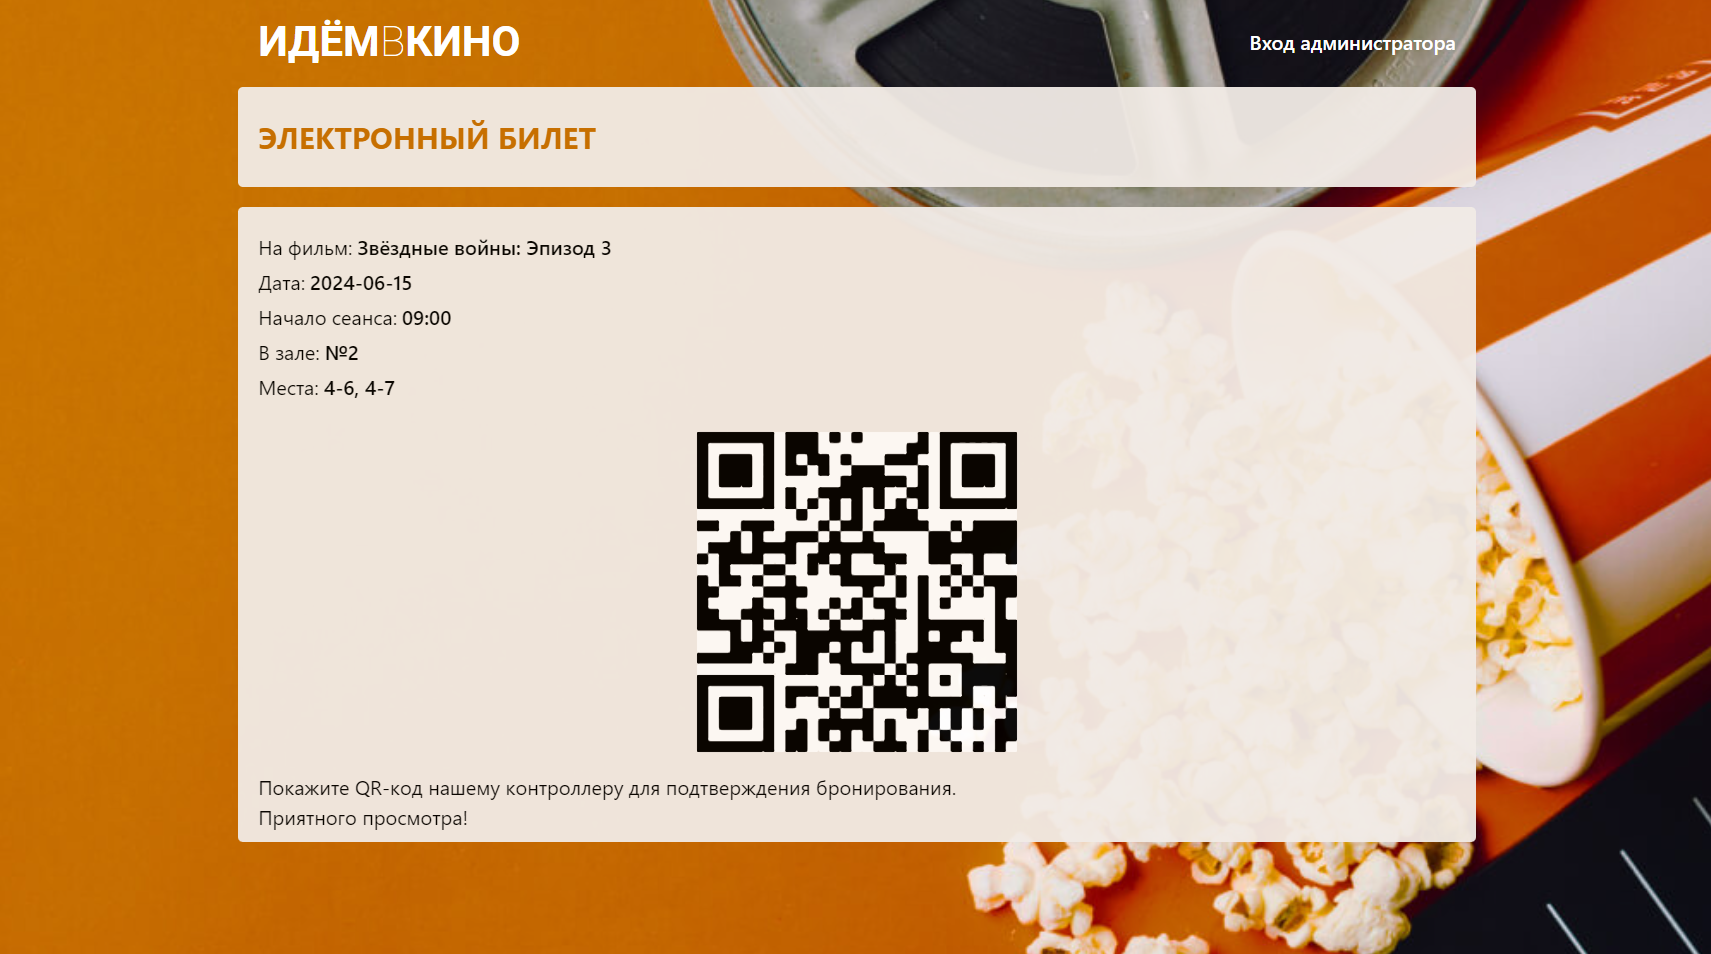 ИДЁМВКИНО
Вход администратора
ЭЛЕКТРОННЫЙ БИЛЕТ
На фильм: Звёздные войны: Эпизод 3
Дата: 2024-06-15
Начало сеанса: 09:00
В зале: №2
Места: 4-6, 4-7
Покажите QR-код нашему контроллеру для подтверждения бронирования.
Приятного просмотра!